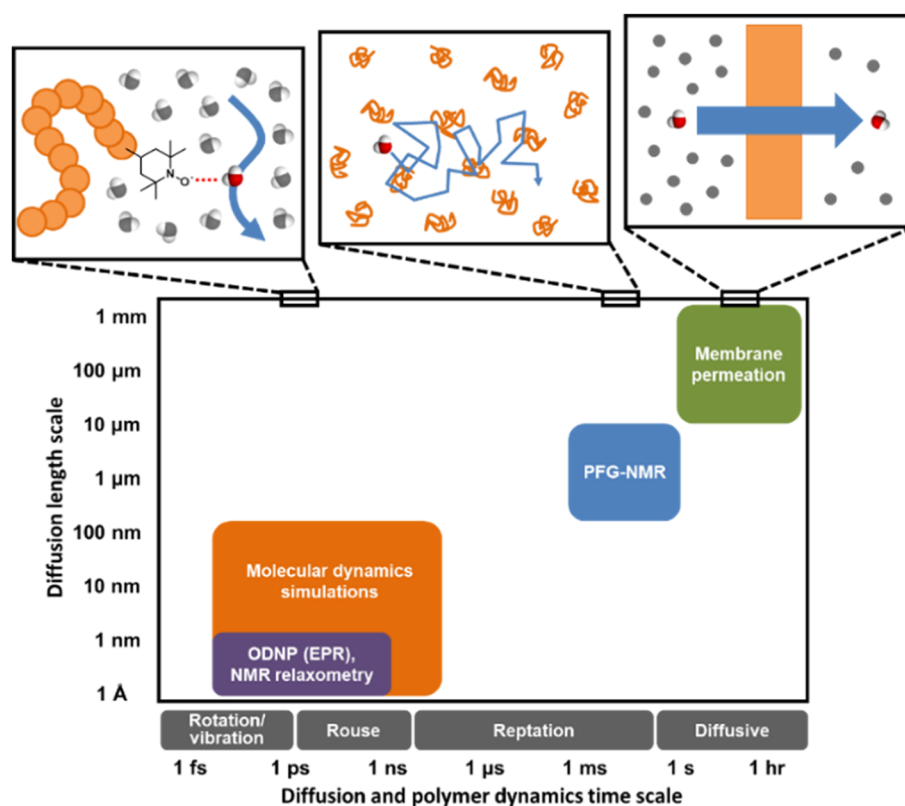 N
O·
1 mm
100 µm
10 µm
1 µm
100 nm
10 nm
1 nm
1 Å
Diffusion length scale
Membrane
permeation
PFG-NMR
Molecular dynamics
simulations
ODNP (EPR),
NMR relaxometry
Rotation/
vibration
Rouse
Reptation
Diffusive
1 fs
1 ps
1 ns
1 µs
1 ms
1 s
1 hr
Diffusion and polymer dynamics time scale